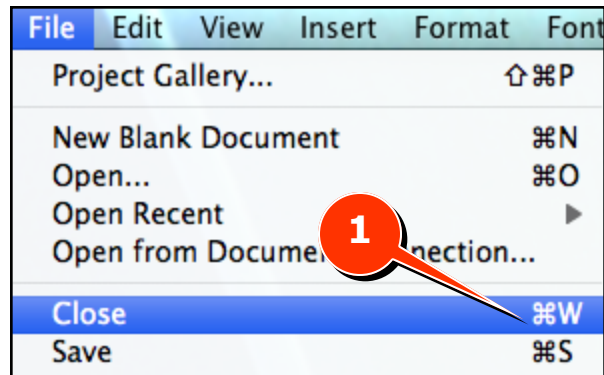 File Edit View Insert Format Font
Project Gallery... ⇧⌘P
New Blank Document ⌘N
Open... ⌘O
Open Recent ▶
Open from nection...
1
Close ⌘W
Save ⌘S